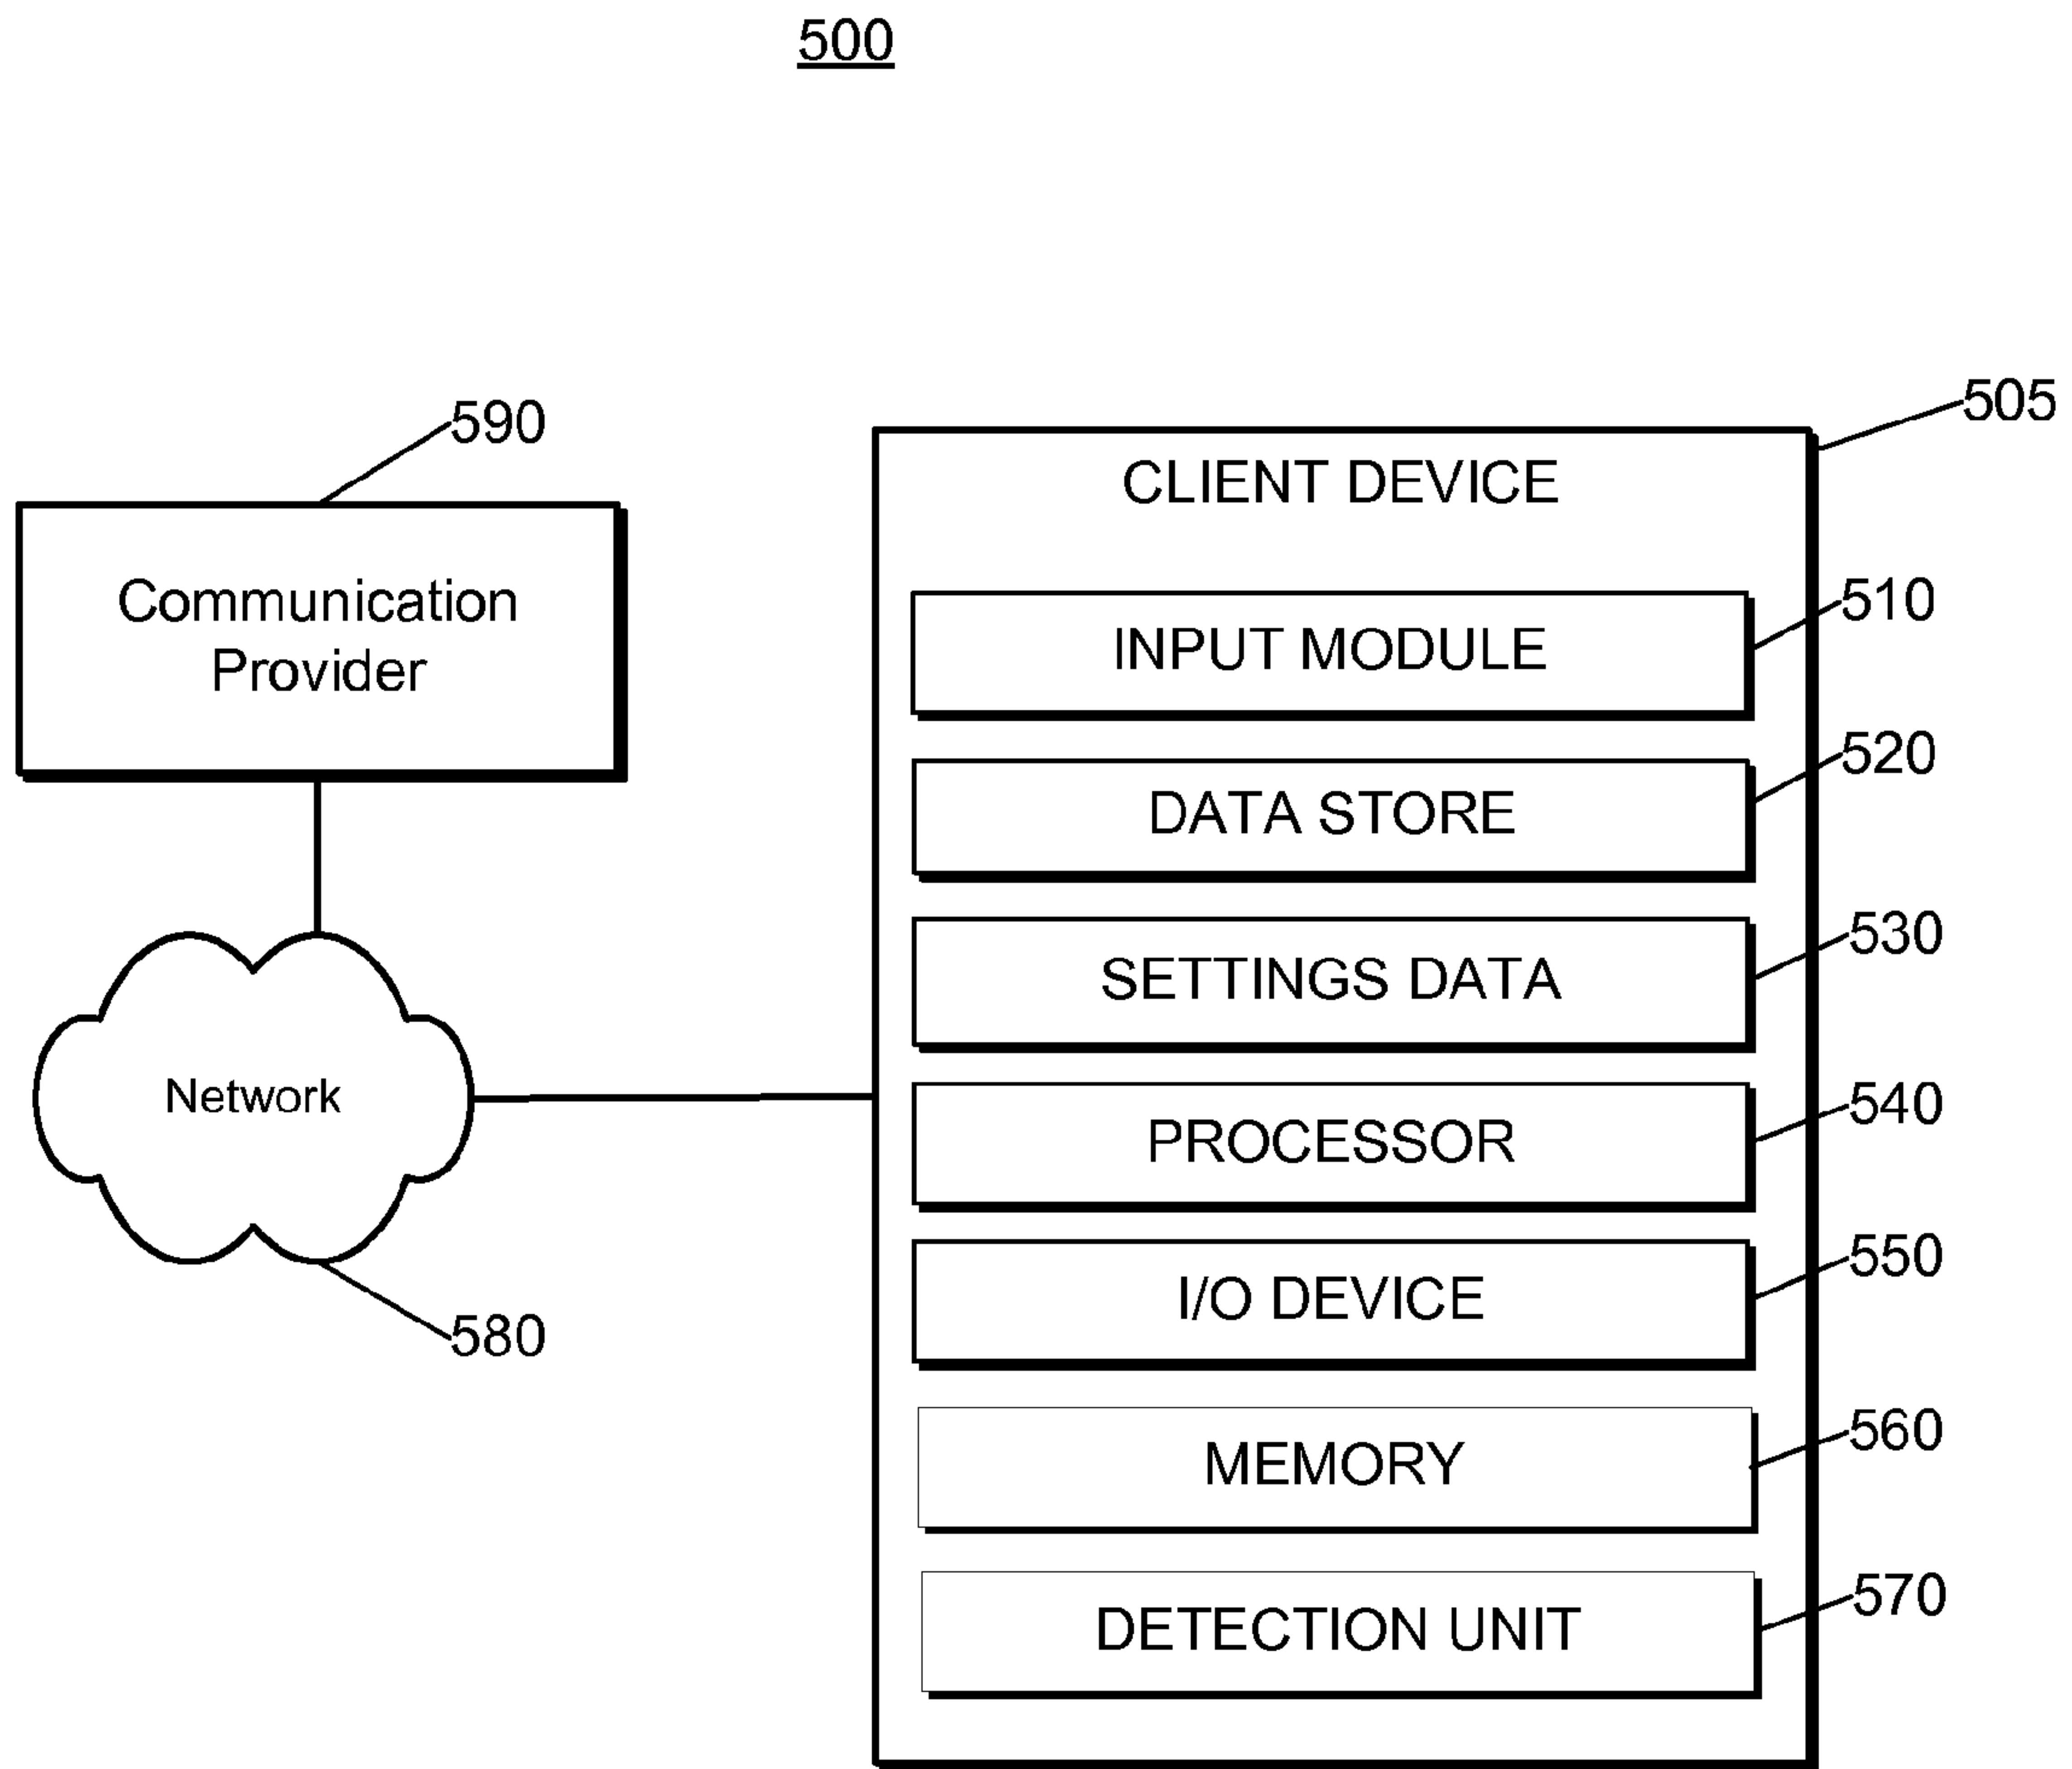 500
590
505
Communication
Provider
CLIENT DEVICE
INPUT MODULE
510
DATA STORE
520
SETTINGS DATA
530
Network
PROCESSOR
540
I/O DEVICE
550
580
MEMORY
560
DETECTION UNIT
570